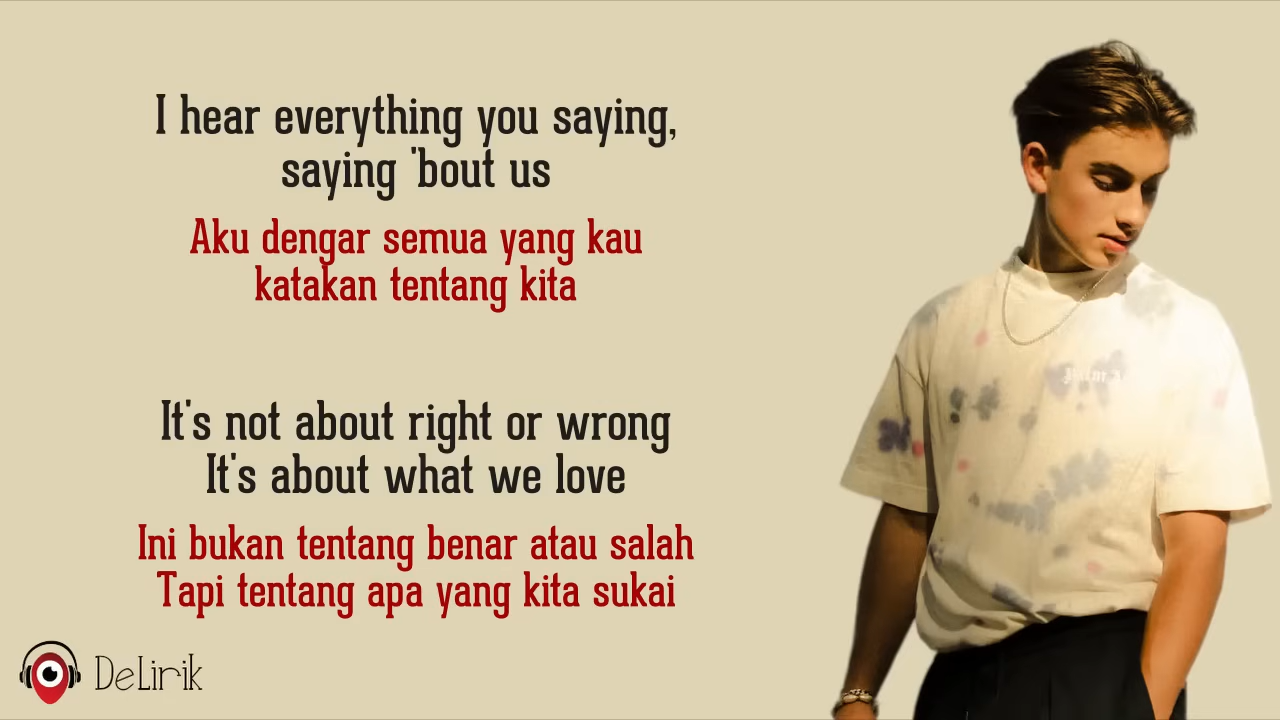 I hear everything you saying,
saying 'bout us
Aku dengar semua yang kau
katakan tentang kita
It's not about right or wrong
It's about what we love
Ini bukan tentang benar atau salah
Tapi tentang apa yang kita sukai
DeLirik